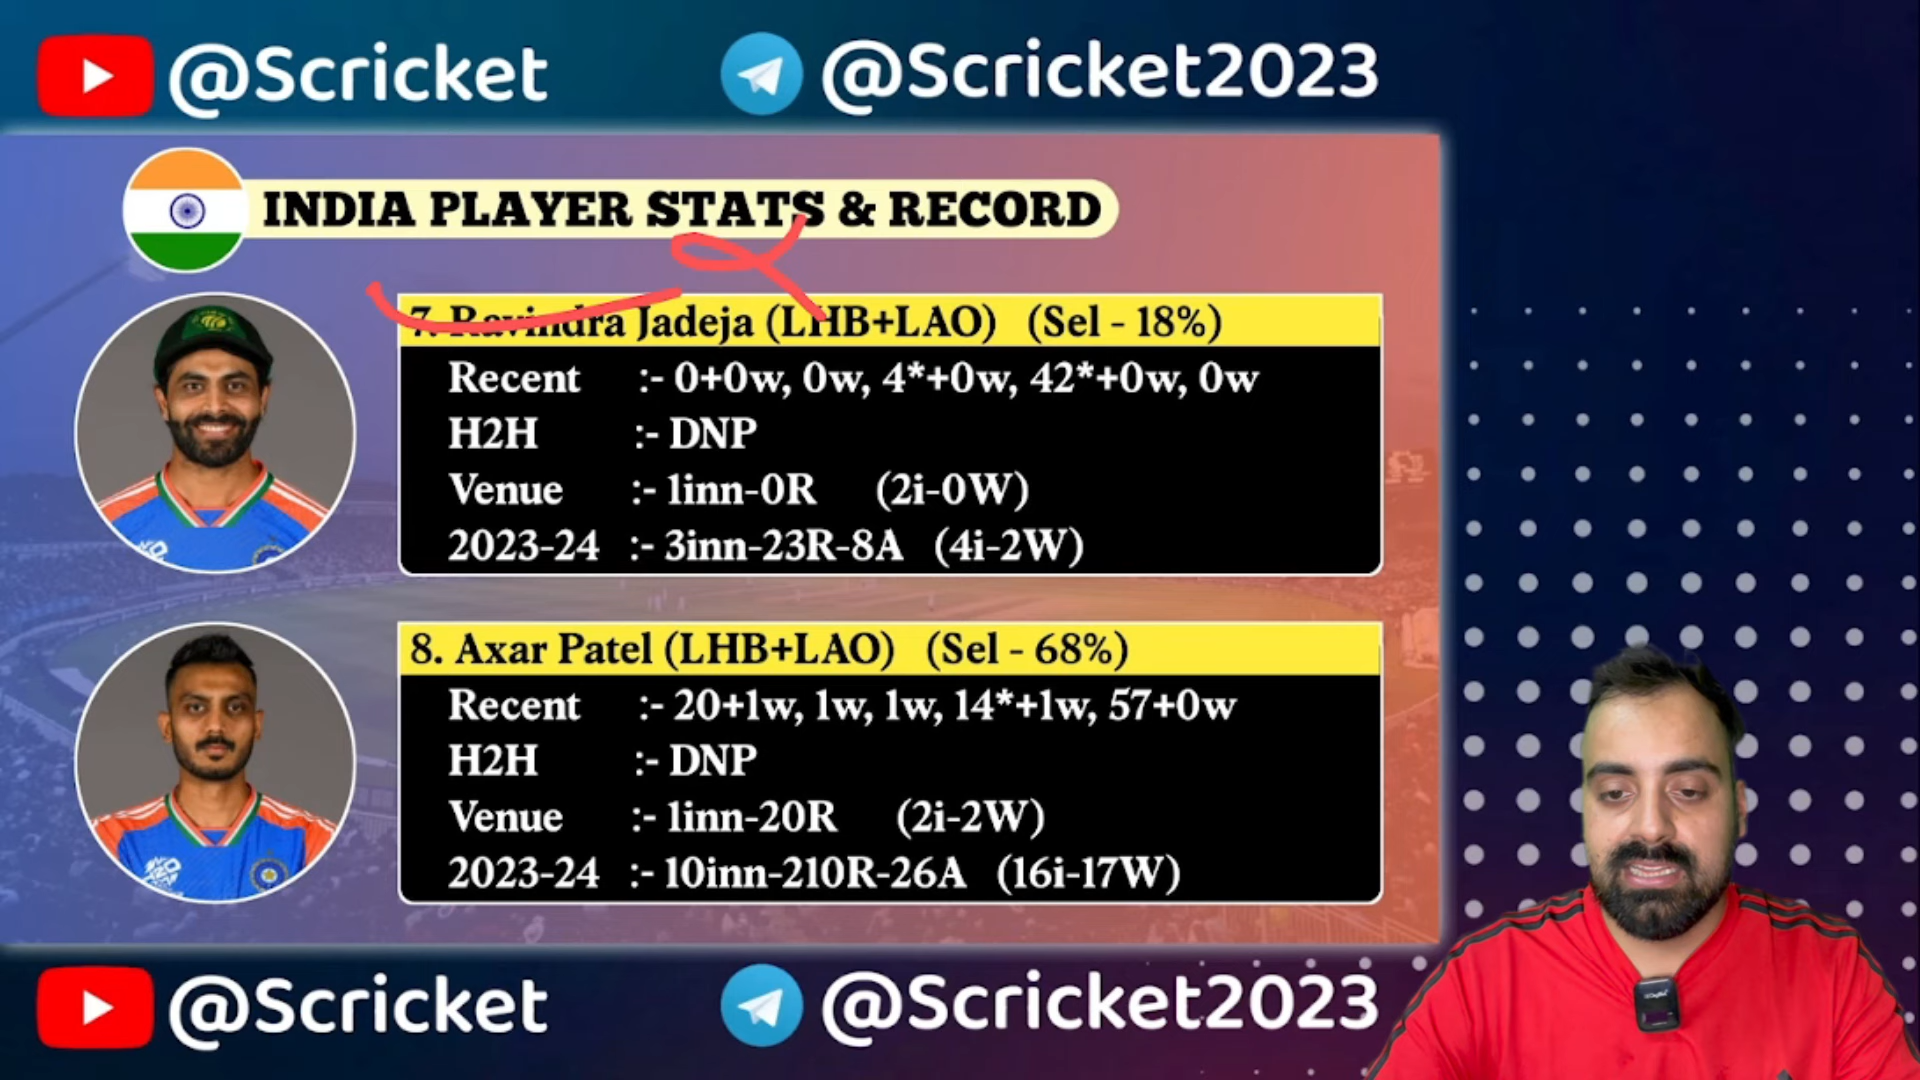 @Scricket @Scricket2023
INDIA PLAYER STATS & RECORD
7. Ravindra Jadeja (LHB+LAO) (Sel - 18%)
Recent :- 0+0w, 0w, 4*+0w, 42*+0w, 0w
H2H :- DNP
Venue :- 1inn-0R (2i-0W)
2023-24 :- 3inn-23R-8A (4i-2W)
8. Axar Patel (LHB+LAO) (Sel - 68%)
Recent :- 20+1w, 1w, 1w, 14*+1w, 57+0w
H2H :- DNP
Venue :- 1inn-20R (2i-2W)
2023-24 :- 10inn-210R-26A (16i-17W)
@Scricket @Scricket2023